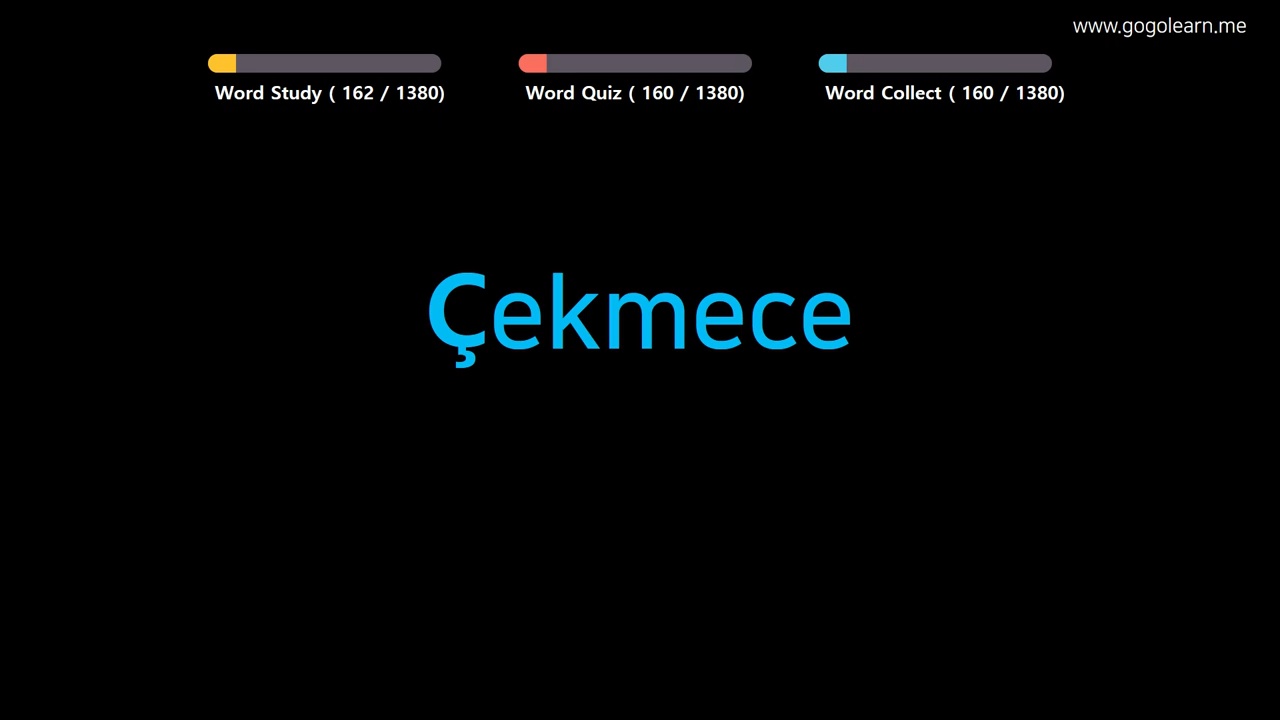 www.gogolearn.me
Word Study ( 162 / 1380)
Word Quiz ( 160 / 1380)
Word Collect ( 160 / 1380)
Çekmece